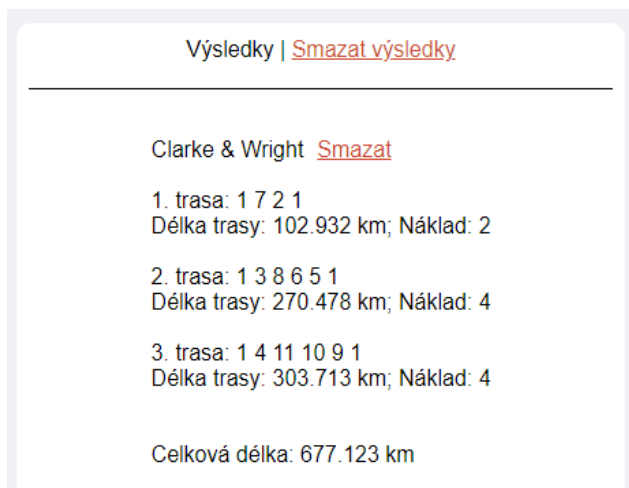 Výsledky | Smazat výsledky
Clarke & Wright Smazat
1. trasa: 1 7 2 1
Délka trasy: 102.932 km; Náklad: 2
2. trasa: 1 3 8 6 5 1
Délka trasy: 270.478 km; Náklad: 4
3. trasa: 1 4 11 10 9 1
Délka trasy: 303.713 km; Náklad: 4
Celková délka: 677.123 km